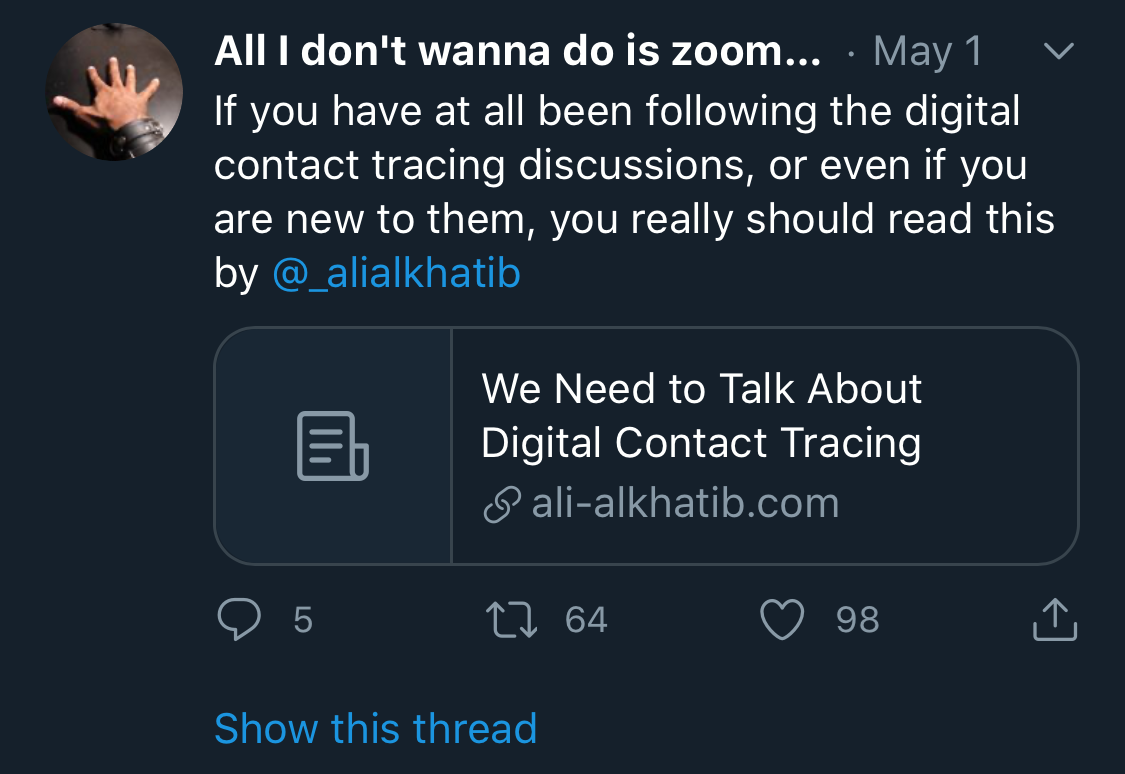 All I don't wanna do is zoom... · May 1
If you have at all been following the digital
contact tracing discussions, or even if you
are new to them, you really should read this
by @_alialkhatib
We Need to Talk About
Digital Contact Tracing
ali-alkhatib.com
5 64 98
Show this thread